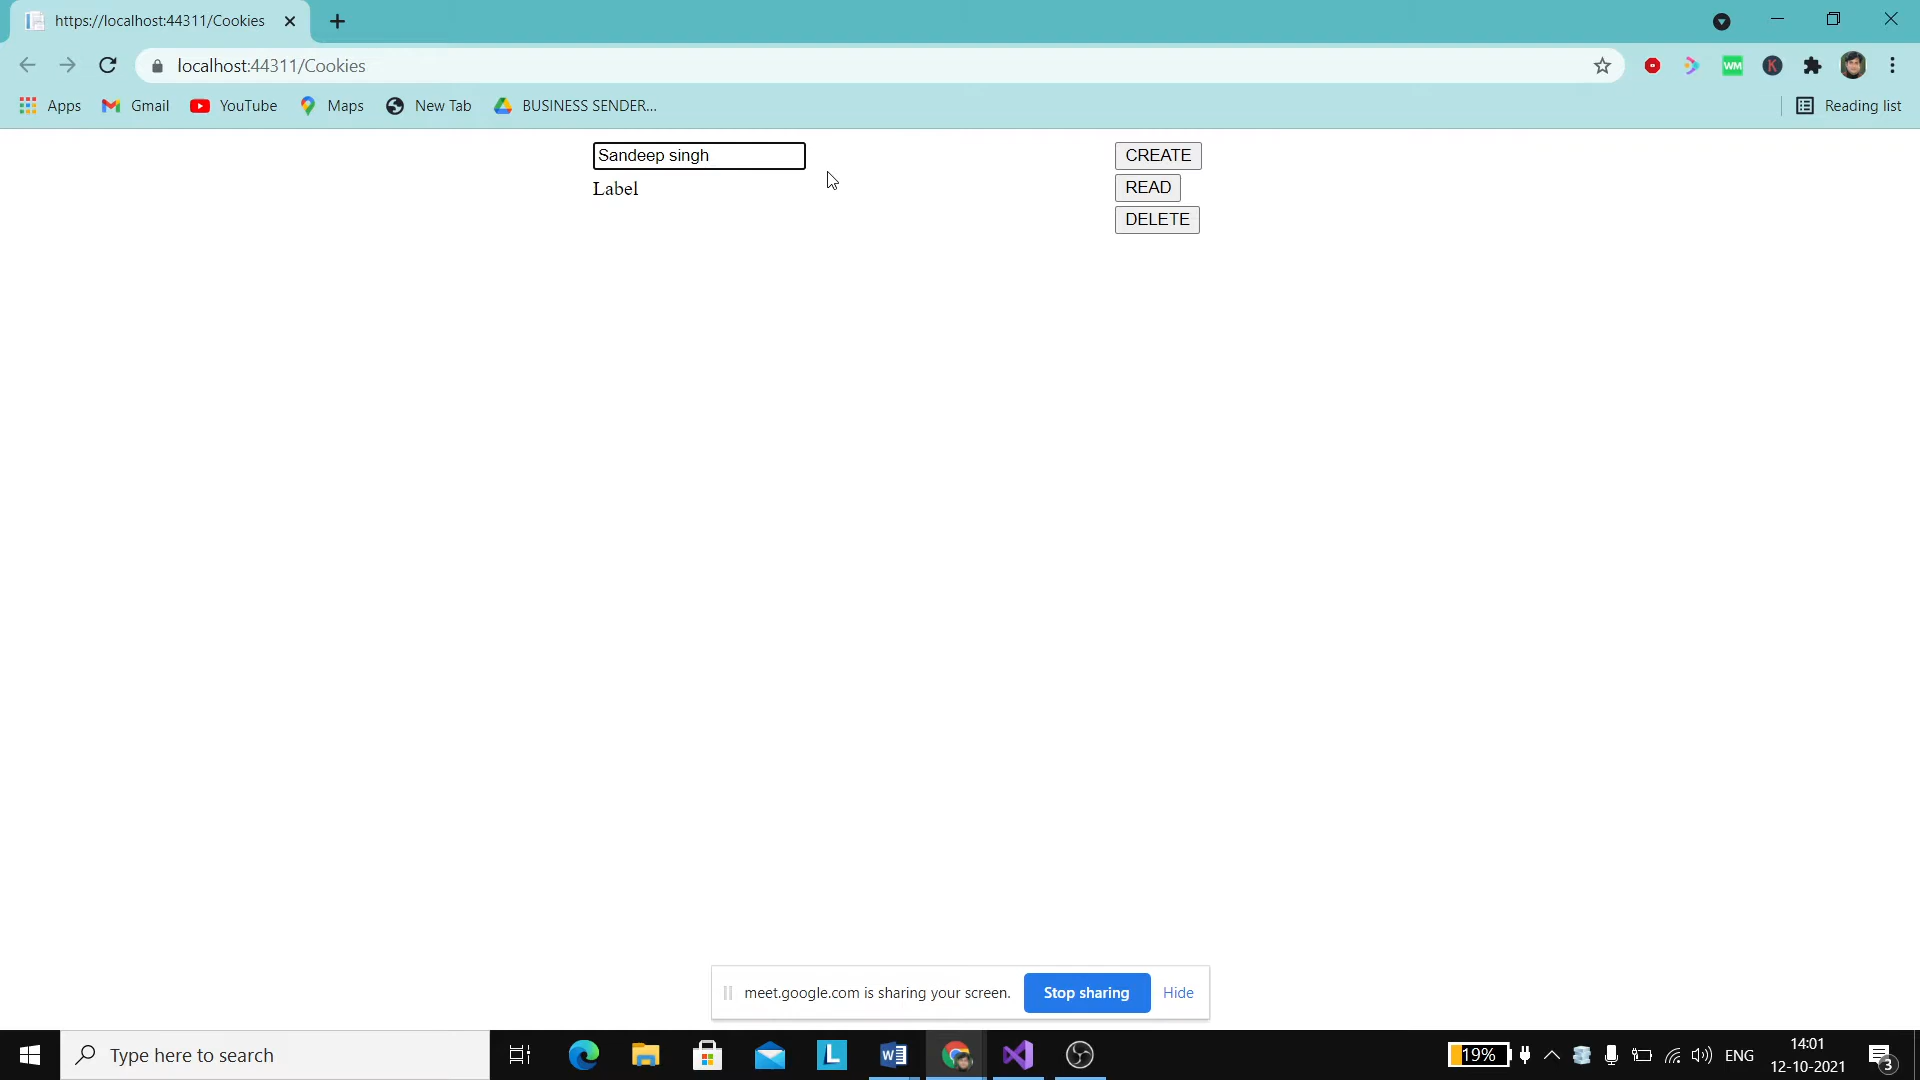 https://localhost:44311/Cookies
localhost:44311/Cookies
WM
K
Apps Gmail YouTube Maps New Tab BUSINESS SENDER... Reading list
Sandeep singh CREATE
Label READ
DELETE
meet.google.com is sharing your screen. Stop sharing Hide
Type here to search
L
W
19%
ENG
14:01
12-10-2021
3